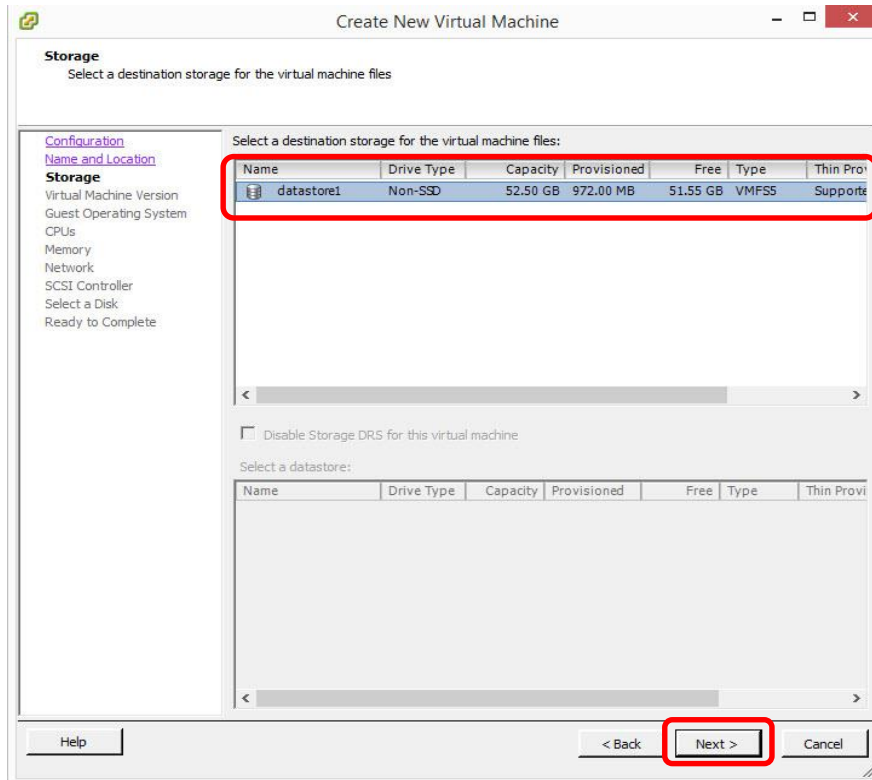 Create New Virtual Machine
Storage
Select a destination storage for the virtual machine files
Configuration
Name and Location
Storage
Virtual Machine Version
Guest Operating System
CPUs
Memory
Network
SCSI Controller
Select a Disk
Ready to Complete
Select a destination storage for the virtual machine files:
Name Drive Type Capacity Provisioned Free Type Thin Prov
datastore1 Non-SSD 52.50 GB 972.00 MB 51.55 GB VMFS5 Supporte
Disable Storage DRS for this virtual machine
Select a datastore:
Name Drive Type Capacity Provisioned Free Type Thin Provi
Help < Back Next > Cancel